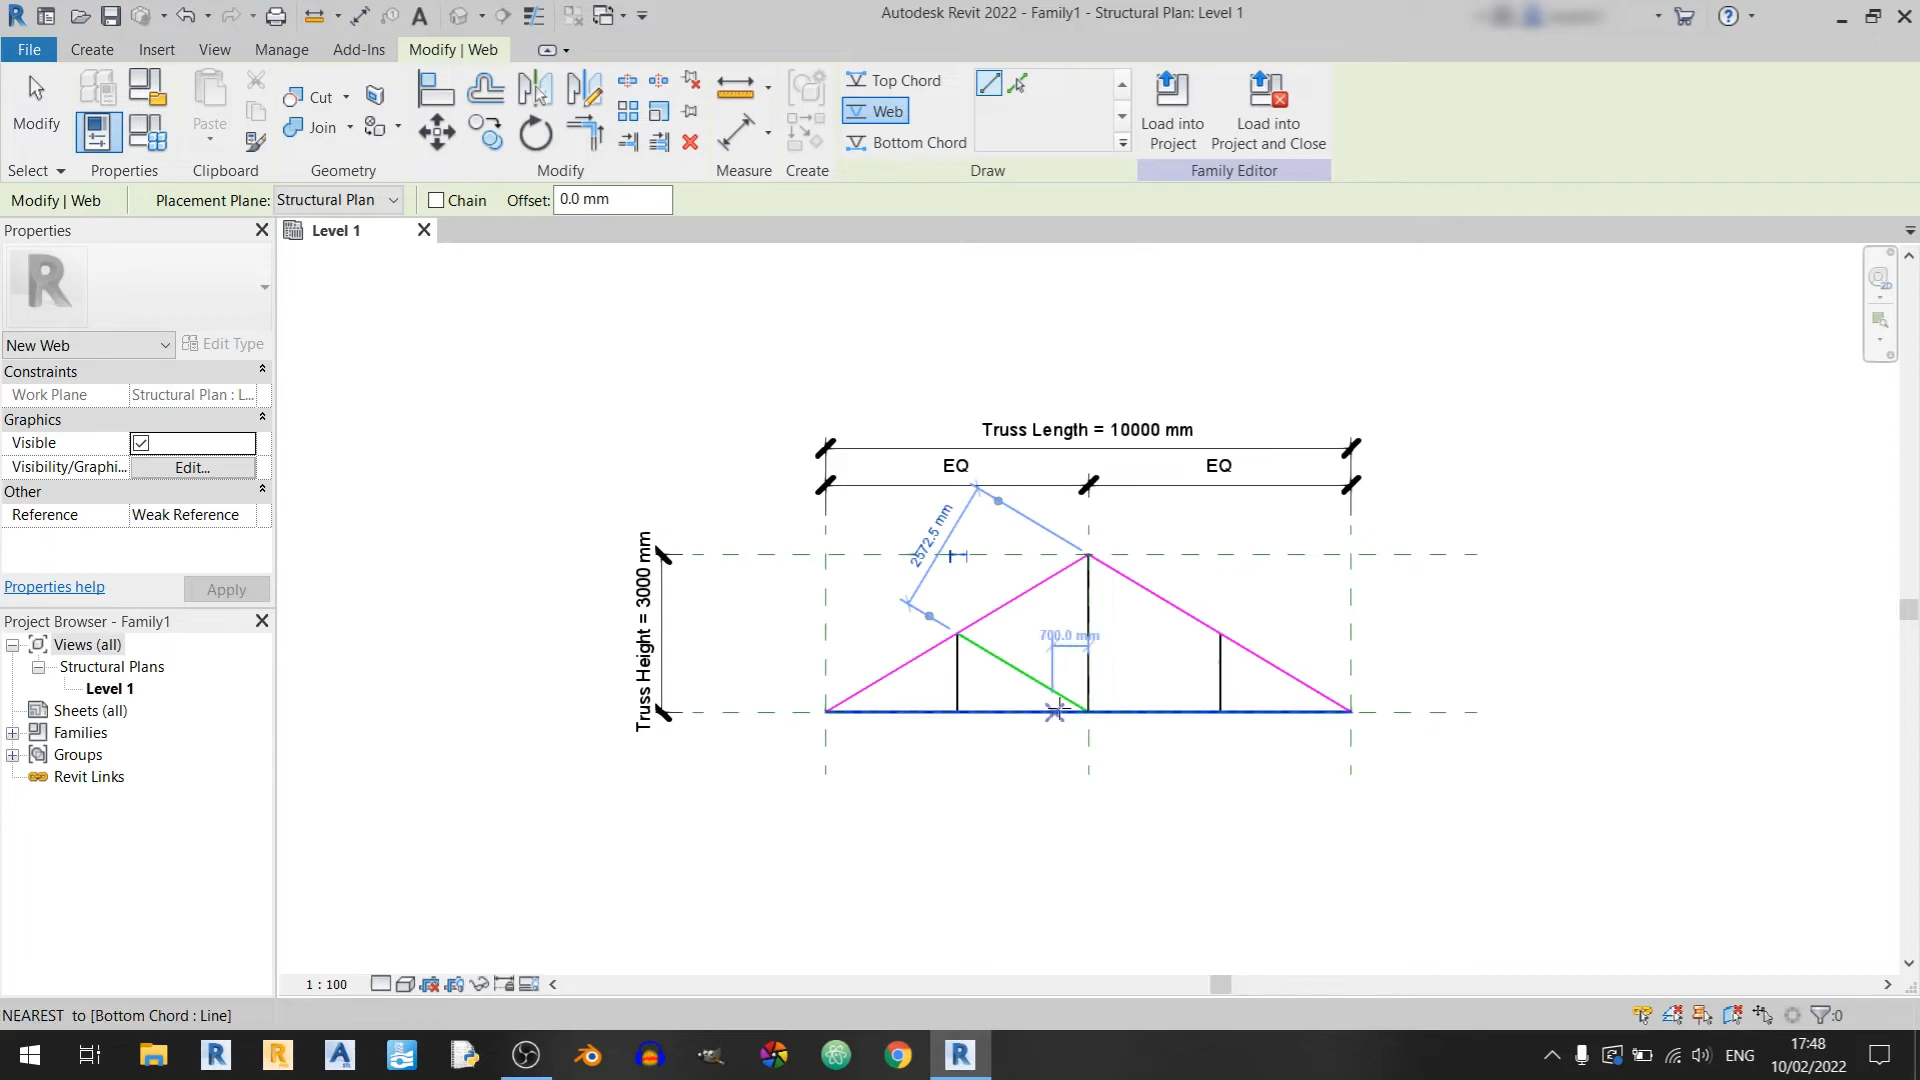 Autodesk Revit 2022 - Family1 - Structural Plan: Level 1
File
Create
Insert
View
Manage
Add-Ins
Modify | Web
Modify
Paste
Cut
Join
Top Chord
Web
Bottom Chord
Load into
Project
Load into
Project and Close
Select
Properties
Clipboard
Geometry
Modify
Measure
Create
Draw
Family Editor
Modify | Web
Placement Plane:
Structural Plan
Chain
Offset:
0.0 mm
Properties
Level 1
R
New Web
Edit Type
Constraints
Work Plane
Structural Plan : L...
Graphics
Visible
Visibility/Graphi...
Edit...
Other
Reference
Weak Reference
Properties help
Apply
Project Browser - Family1
Views (all)
Structural Plans
Level 1
Sheets (all)
Families
Groups
Revit Links
Truss Length = 10000 mm
EQ
EQ
2572.5 mm
700.0 mm
Truss Height = 3000 mm
1 : 100
NEAREST to [Bottom Chord : Line]
:0
ENG
17:48
10/02/2022